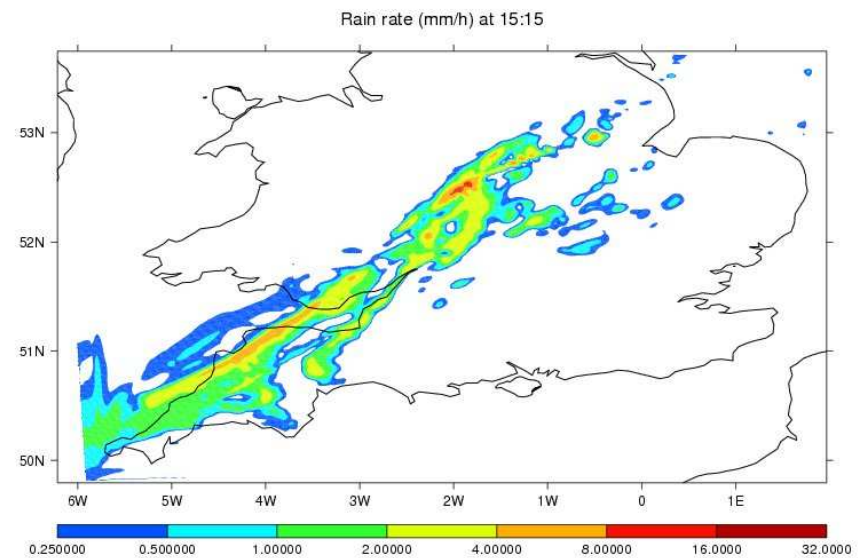 Rain rate (mm/h) at 15:15
53N
52N
51N
50N
6W 5W 4W 3W 2W 1W 0 1E
0.250000 0.500000 1.00000 2.00000 4.00000 8.00000 16.0000 32.0000